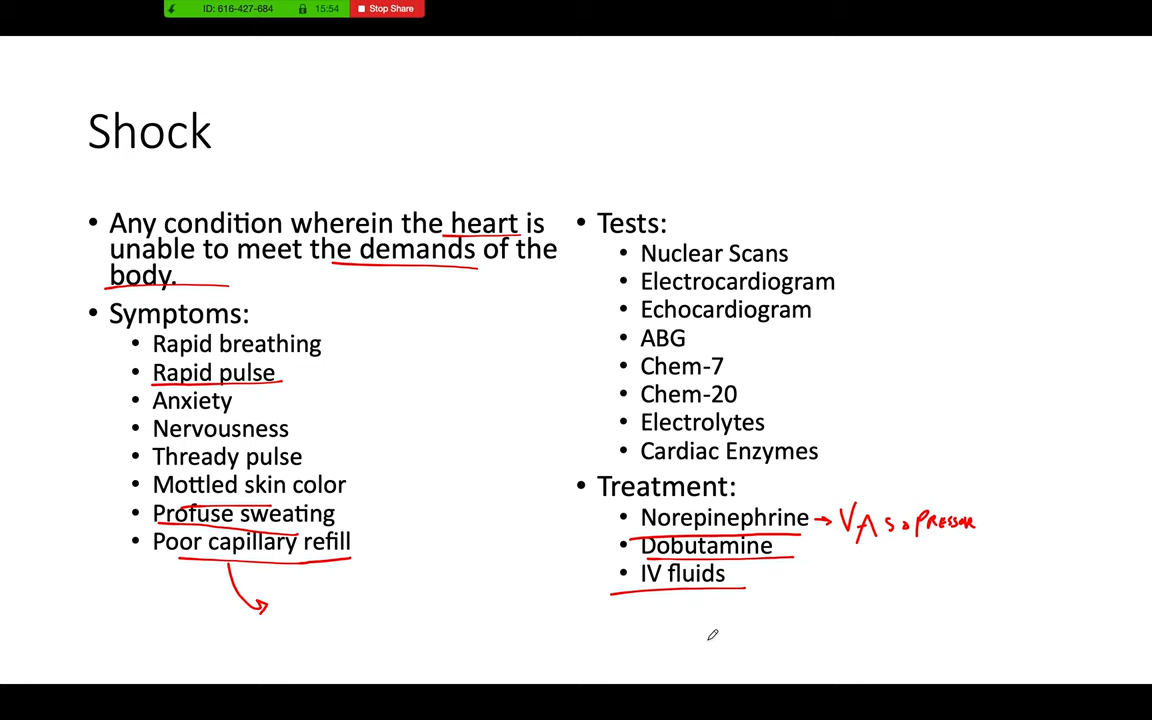 ID: 616-427-684 15:54 Stop Share
Shock
• Any condition wherein the heart is
unable to meet the demands of the
body.
• Symptoms:
• Rapid breathing
• Rapid pulse
• Anxiety
• Nervousness
• Thready pulse
• Mottled skin color
• Profuse sweating
• Poor capillary refill
• Tests:
• Nuclear Scans
• Electrocardiogram
• Echocardiogram
• ABG
• Chem-7
• Chem-20
• Electrolytes
• Cardiac Enzymes
• Treatment:
• Norepinephrine → VASOPRESSOR
• Dobutamine
• IV fluids